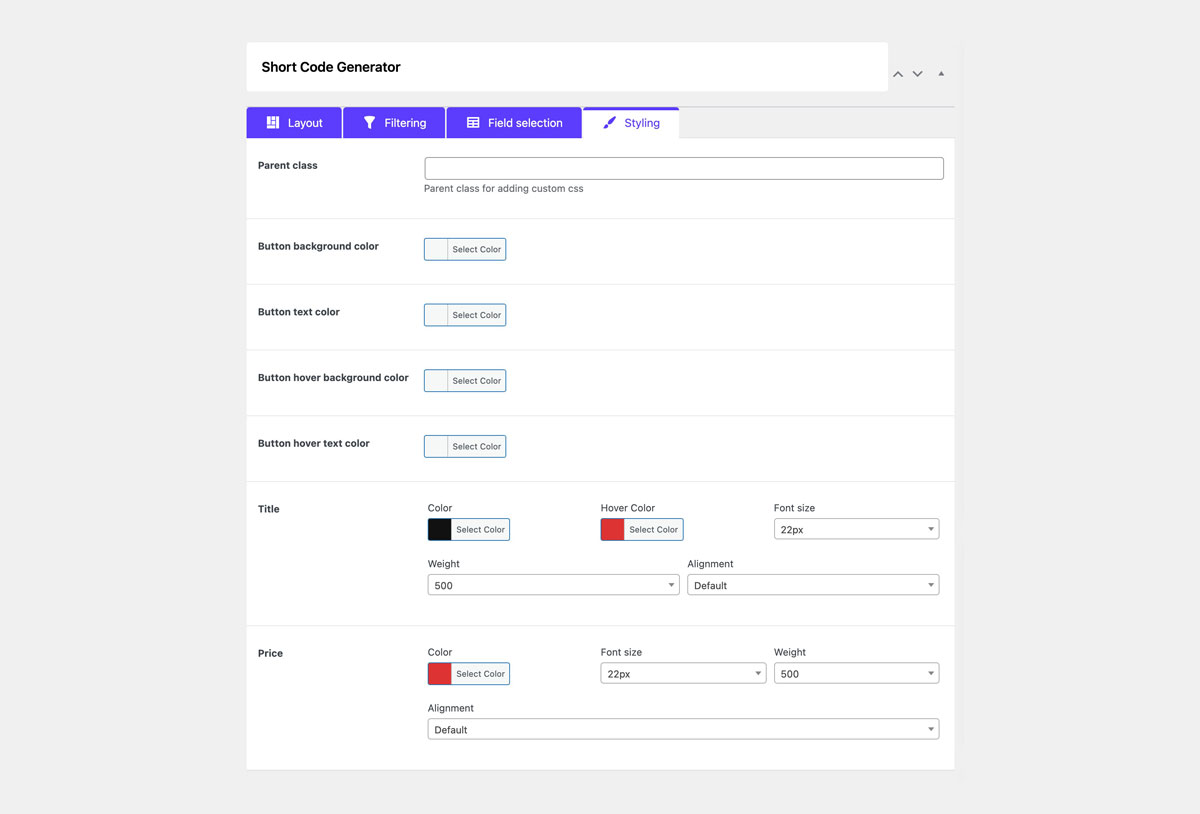 Short Code Generator
Layout
Filtering
Field selection
Styling
Parent class
Parent class for adding custom css
Button background color
Select Color
Button text color
Select Color
Button hover background color
Select Color
Button hover text color
Select Color
Title
Color
Hover Color
Font size
Select Color
Select Color
22px
Weight
Alignment
500
Default
Price
Color
Font size
Weight
Select Color
22px
500
Alignment
Default